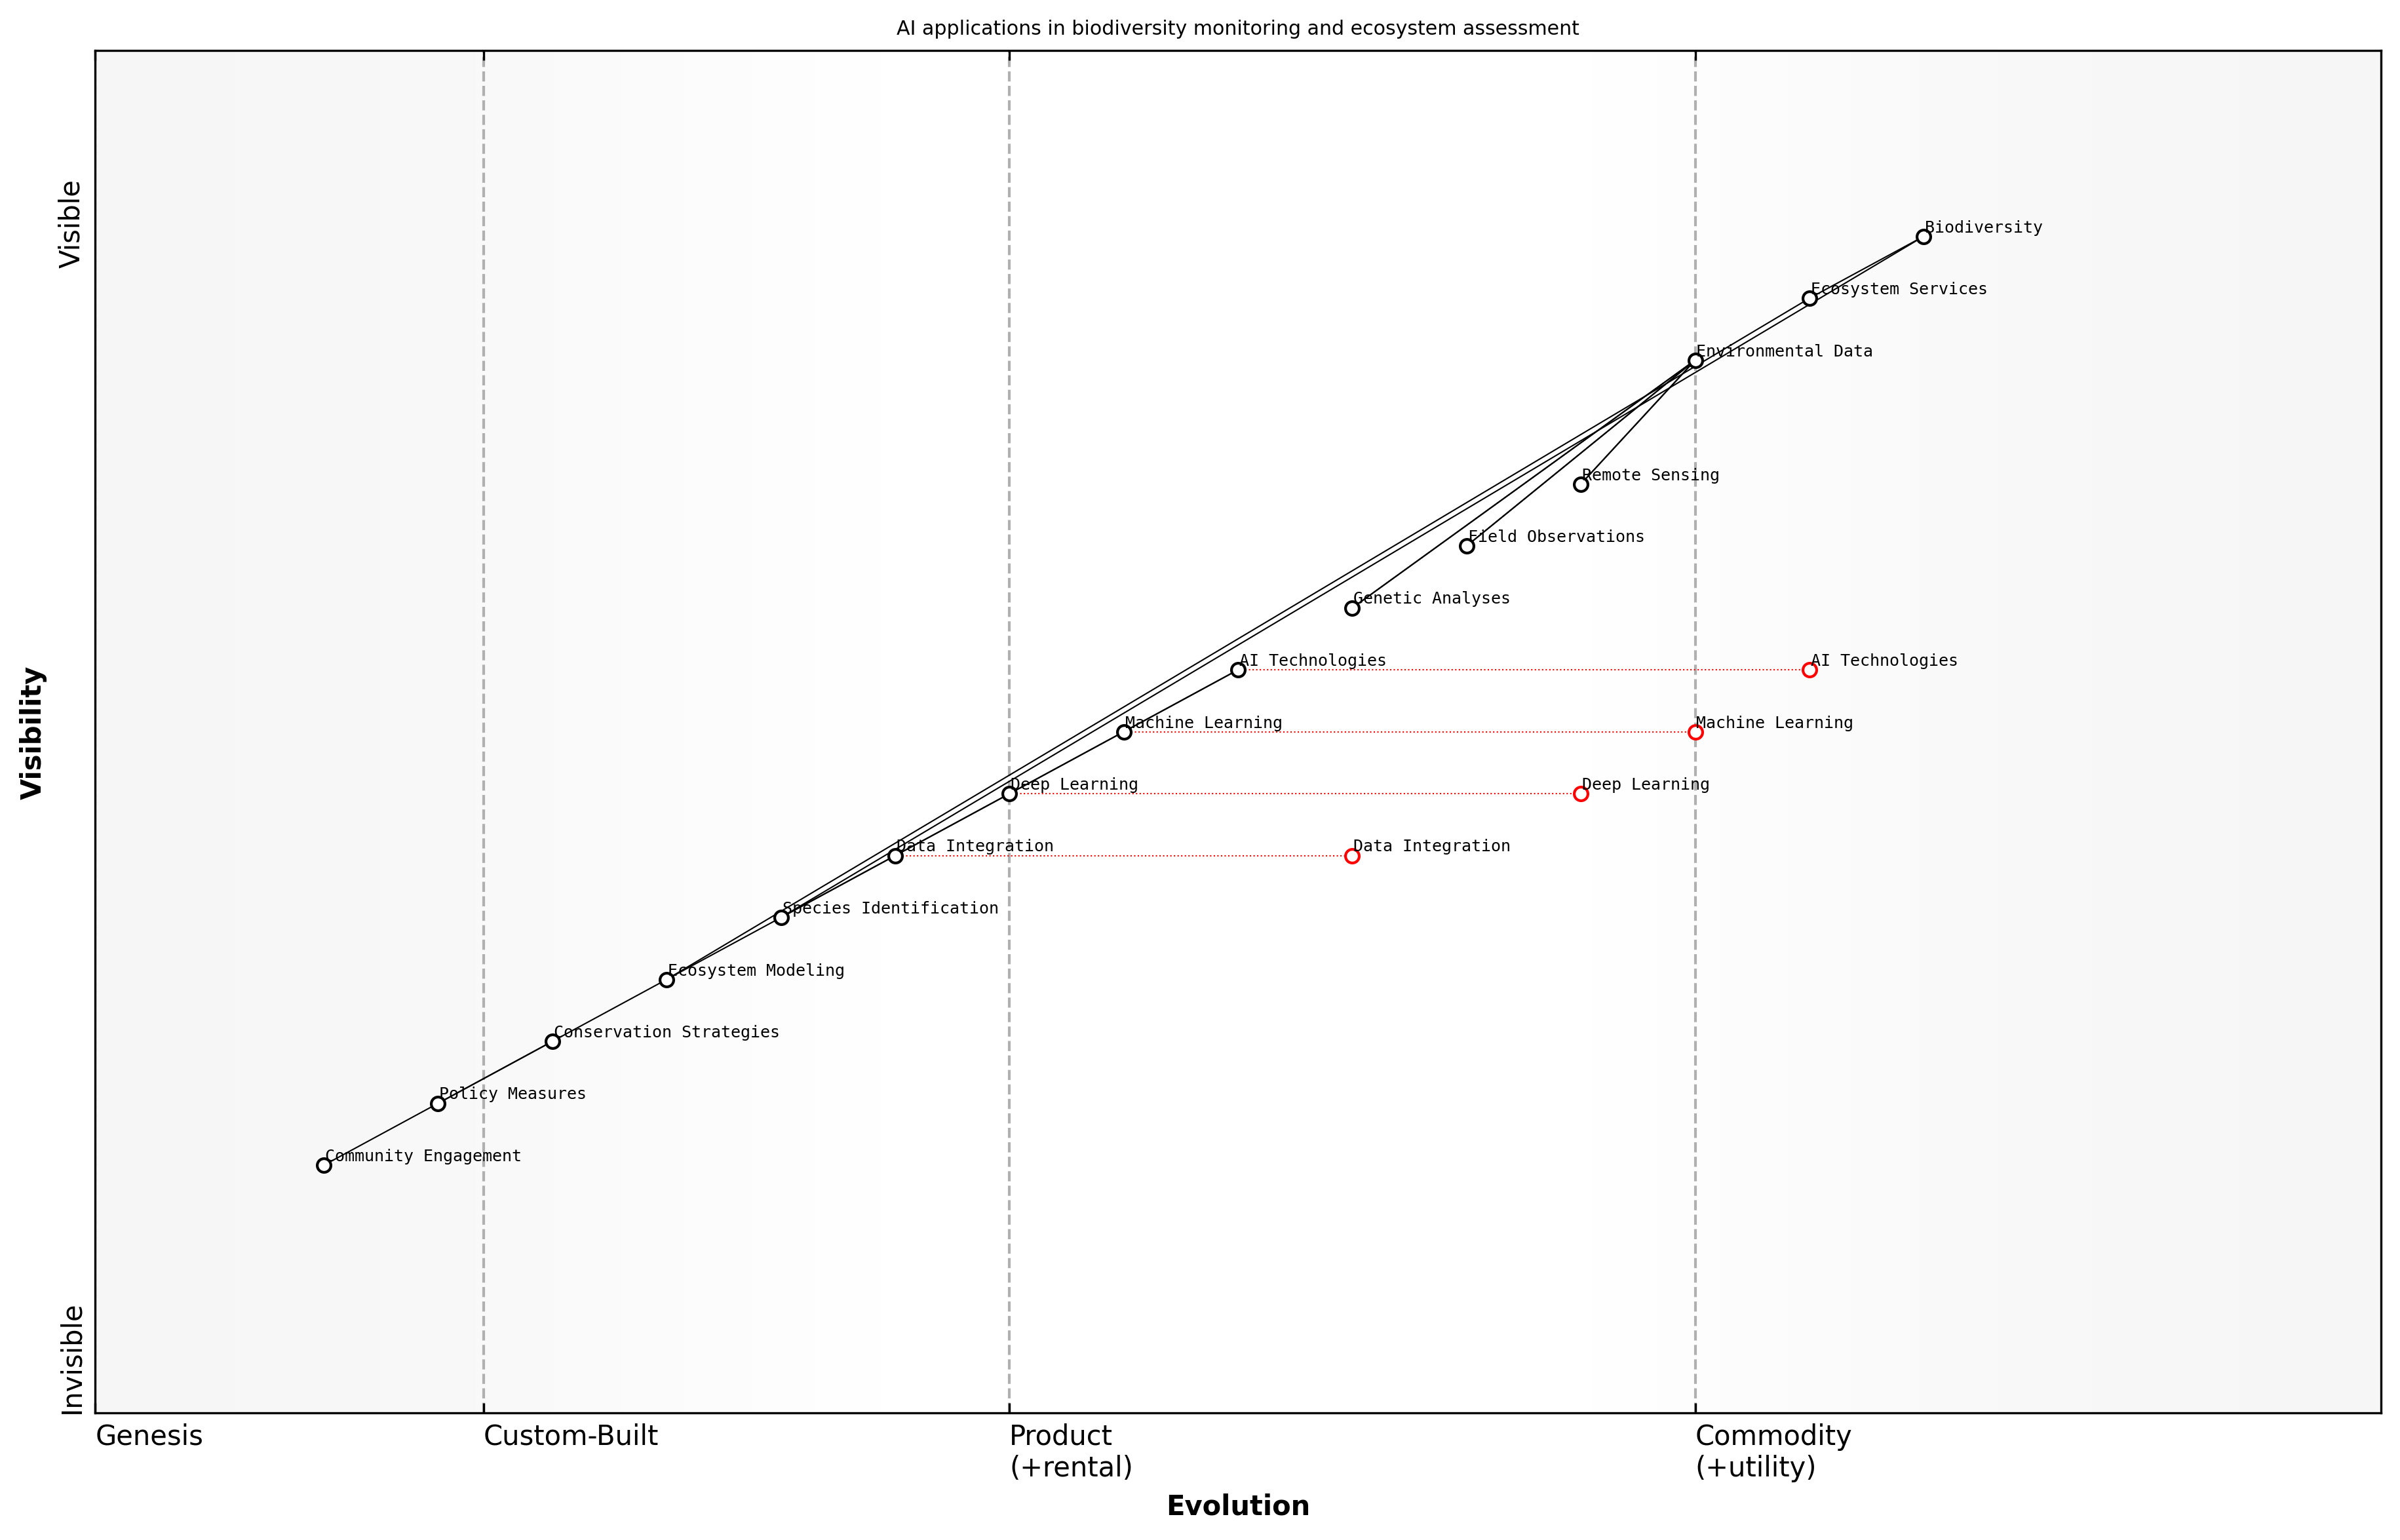 AI applications in biodiversity monitoring and ecosystem assessment
Visible
Biodiversity
Ecosystem Services
Environmental Data
Remote Sensing
Field Observations
Genetic Analyses
AI Technologies
AI Technologies
Machine Learning
Machine Learning
Deep Learning
Deep Learning
Data Integration
Data Integration
Species Identification
Ecosystem Modeling
Conservation Strategies
Policy Measures
Community Engagement
Visibility
Invisible
Genesis
Custom-Built
Product
(+rental)
Commodity
(+utility)
Evolution